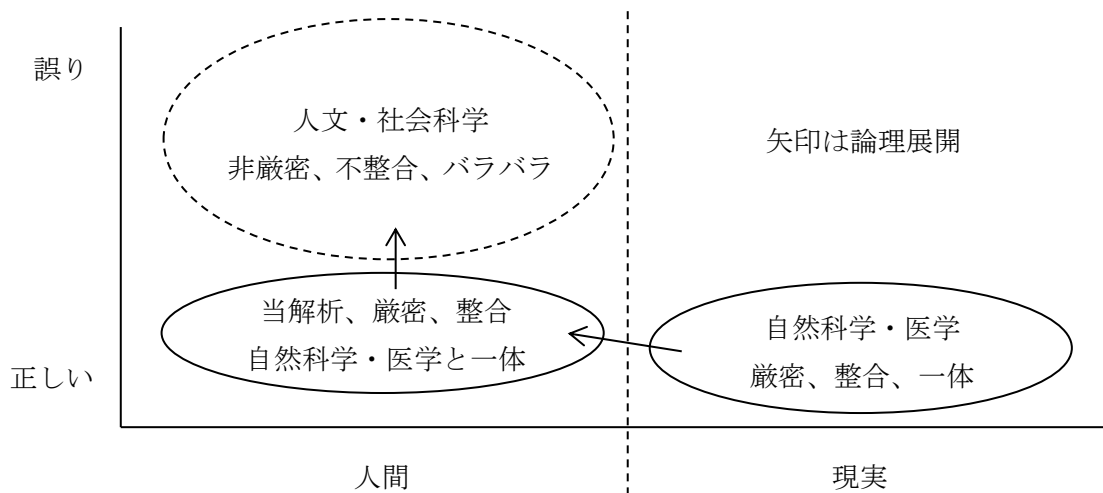 誤り
人文・社会科学
非厳密、不整合、バラバラ
矢印は論理展開
当解析、厳密、整合
自然科学・医学と一体
自然科学・医学
厳密、整合、一体
正しい
人間
現実